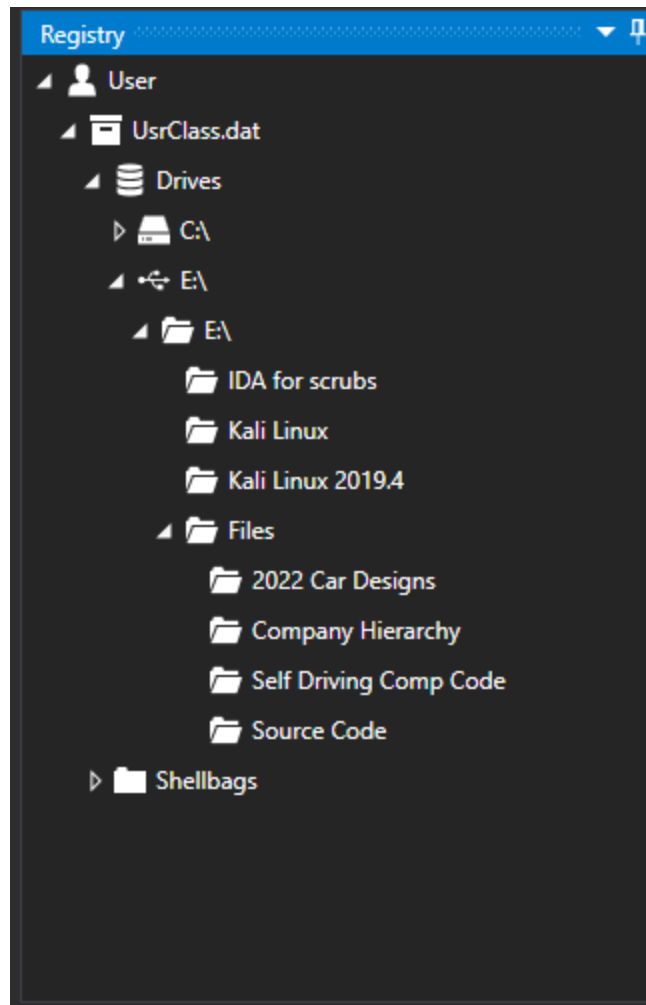 Registry
User
UsrClass.dat
Drives
C:\
E:\
E:\
IDA for scrubs
Kali Linux
Kali Linux 2019.4
Files
2022 Car Designs
Company Hierarchy
Self Driving Comp Code
Source Code
Shellbags